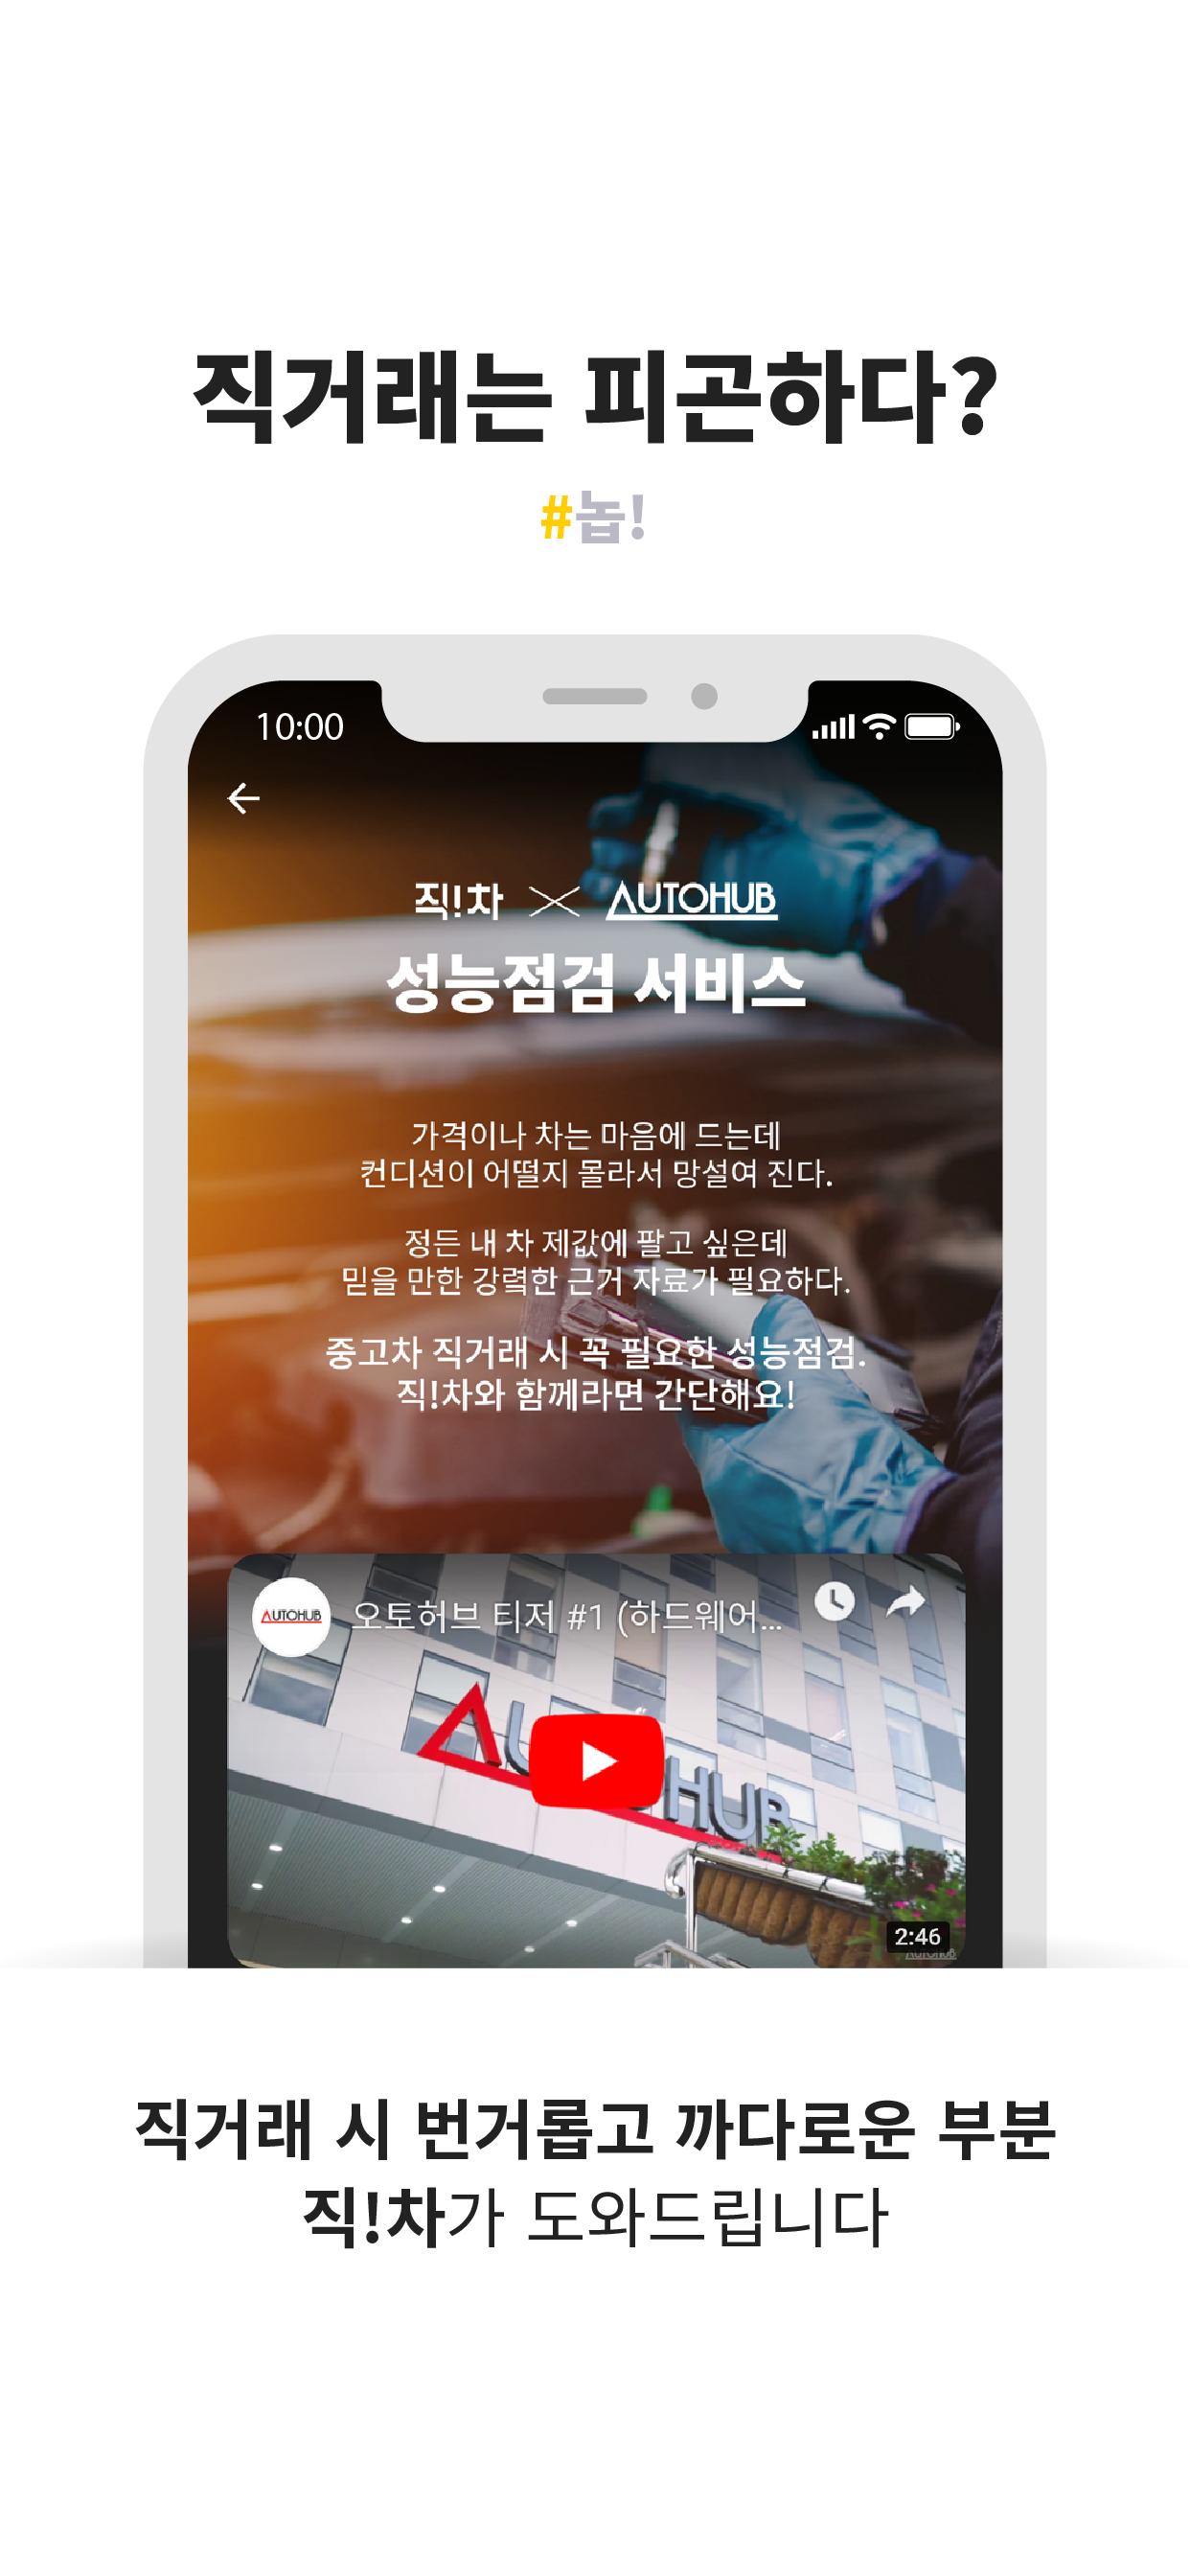 직거래는 피곤하다?
#놉!
10:00
직!차 × AUTOHUB
성능점검 서비스
가격이나 차는 마음에 드는데
컨디션이 어떨지 몰라서 망설여 진다.
정든 내 차 제값에 팔고 싶은데
믿을 만한 강렼한 근거 자료가 필요하다.
중고차 직거래 시 꼭 필요한 성능점검.
직!차와 함께라면 간단해요!
AUTOHUB
오토허브 티저 #1 (하드웨어...
AUTOHUB
2:46
AUTOHUB
직거래 시 번거롭고 까다로운 부분
직!차가 도와드립니다